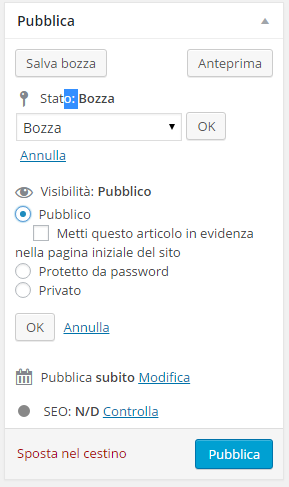 Pubblica
Salva bozza Anteprima
Stato: Bozza
Bozza OK
Annulla
Visibilità: Pubblico
Pubblico
Metti questo articolo in evidenza
nella pagina iniziale del sito
Protetto da password
Privato
OK Annulla
Pubblica subito Modifica
SEO: N/D Controlla
Sposta nel cestino Pubblica